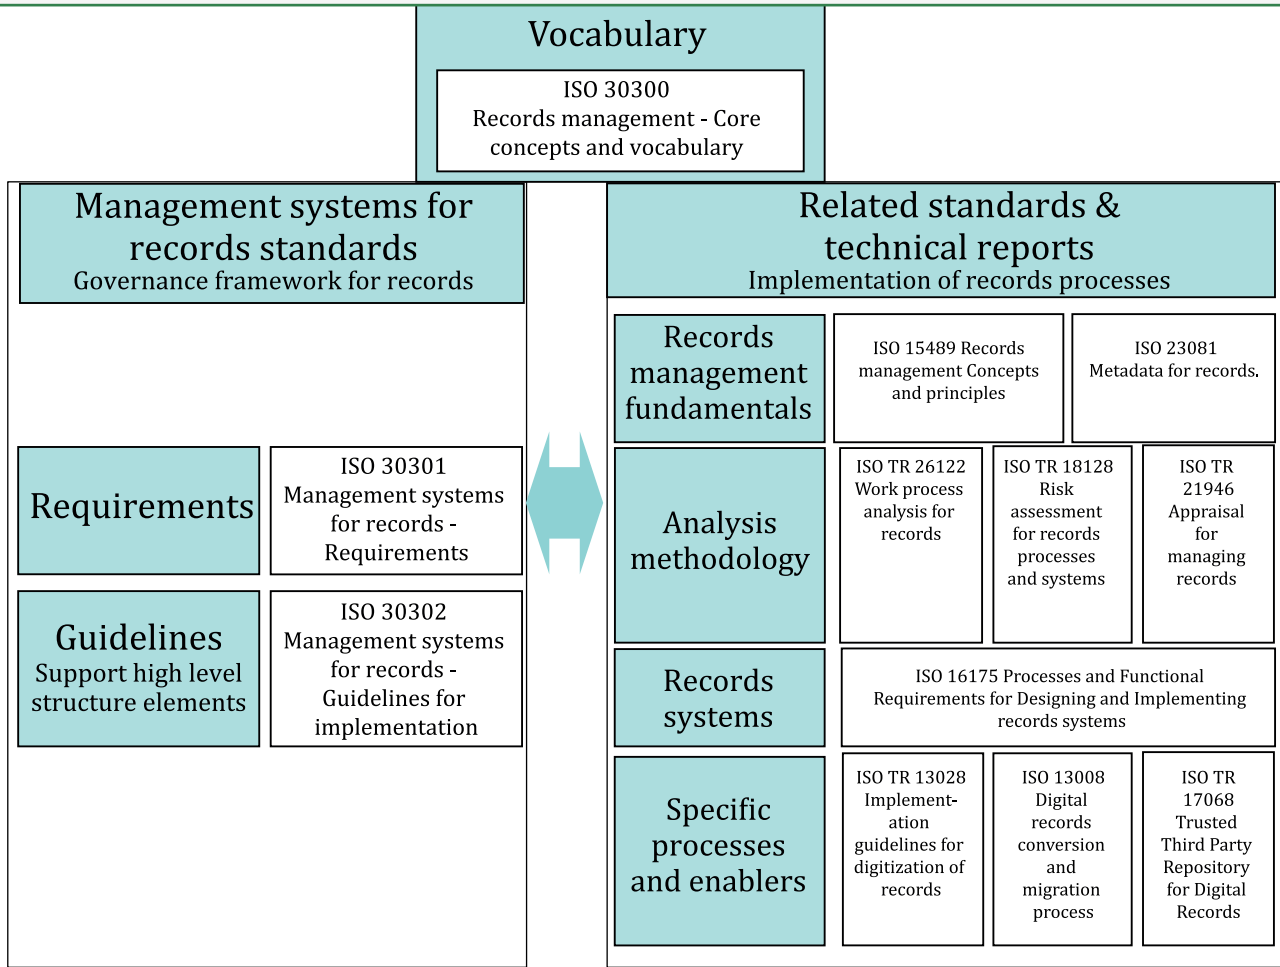 Vocabulary
ISO 30300
Records management - Core
concepts and vocabulary
Management systems for
records standards
Governance framework for records
Requirements
ISO 30301
Management systems
for records -
Requirements
Guidelines
Support high level
structure elements
ISO 30302
Management systems
for records -
Guidelines for
implementation
Related standards &
technical reports
Implementation of records processes
Records
management
fundamentals
ISO 15489 Records
management Concepts
and principles
ISO 23081
Metadata for records.
Analysis
methodology
ISO TR 26122
Work process
analysis for
records
ISO TR 18128
Risk
assessment
for records
processes
and systems
ISO TR
21946
Appraisal
for
managing
records
Records
systems
ISO 16175 Processes and Functional
Requirements for Designing and Implementing
records systems
Specific
processes
and enablers
ISO TR 13028
Implement-
ation
guidelines for
digitization of
records
ISO 13008
Digital
records
conversion
and
migration
process
ISO TR
17068
Trusted
Third Party
Repository
for Digital
Records